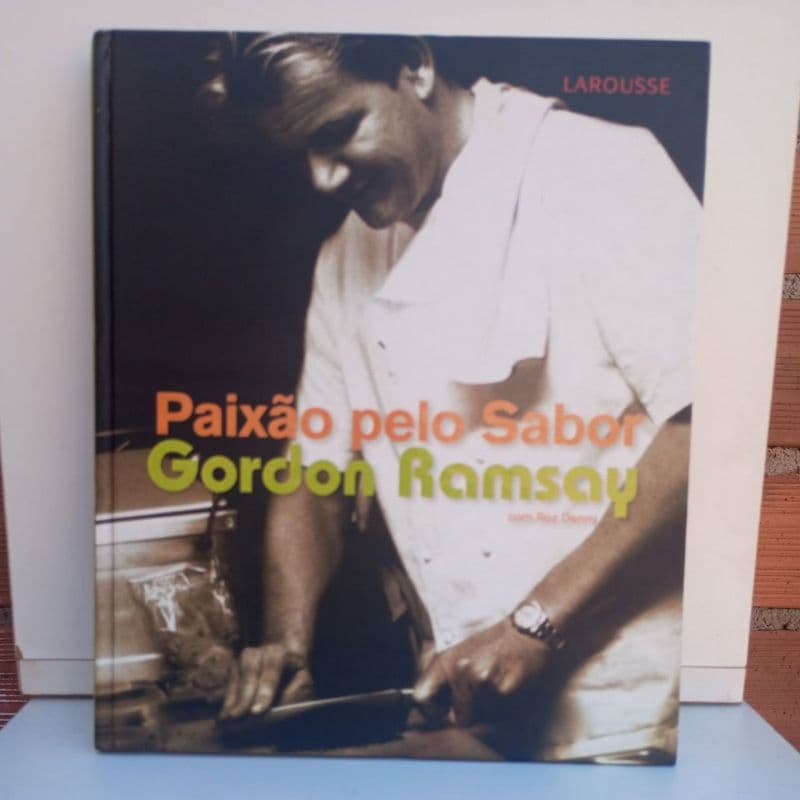 LAROUSSE
Paixão pelo Sabor
Gordon Ramsay
com Roz Denny